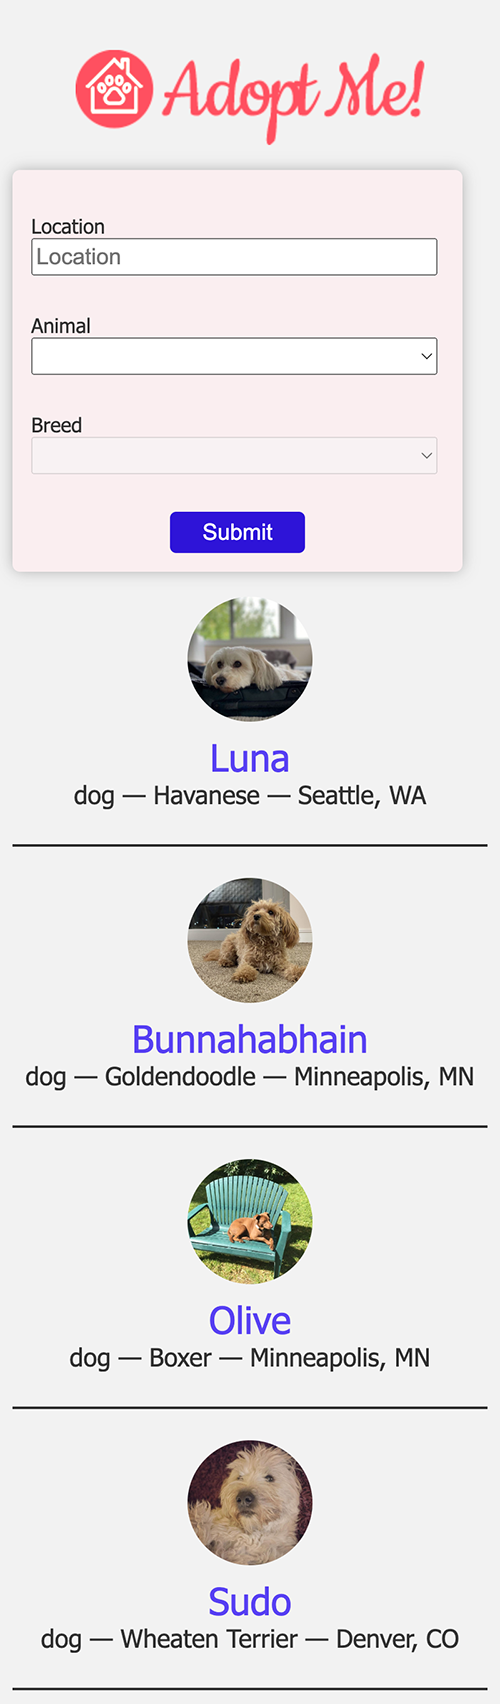 Adopt Me!
Location
Location
Animal
Breed
Submit
Luna
dog — Havanese — Seattle, WA
Bunnahabhain
dog — Goldendoodle — Minneapolis, MN
Olive
dog — Boxer — Minneapolis, MN
Sudo
dog — Wheaten Terrier — Denver, CO